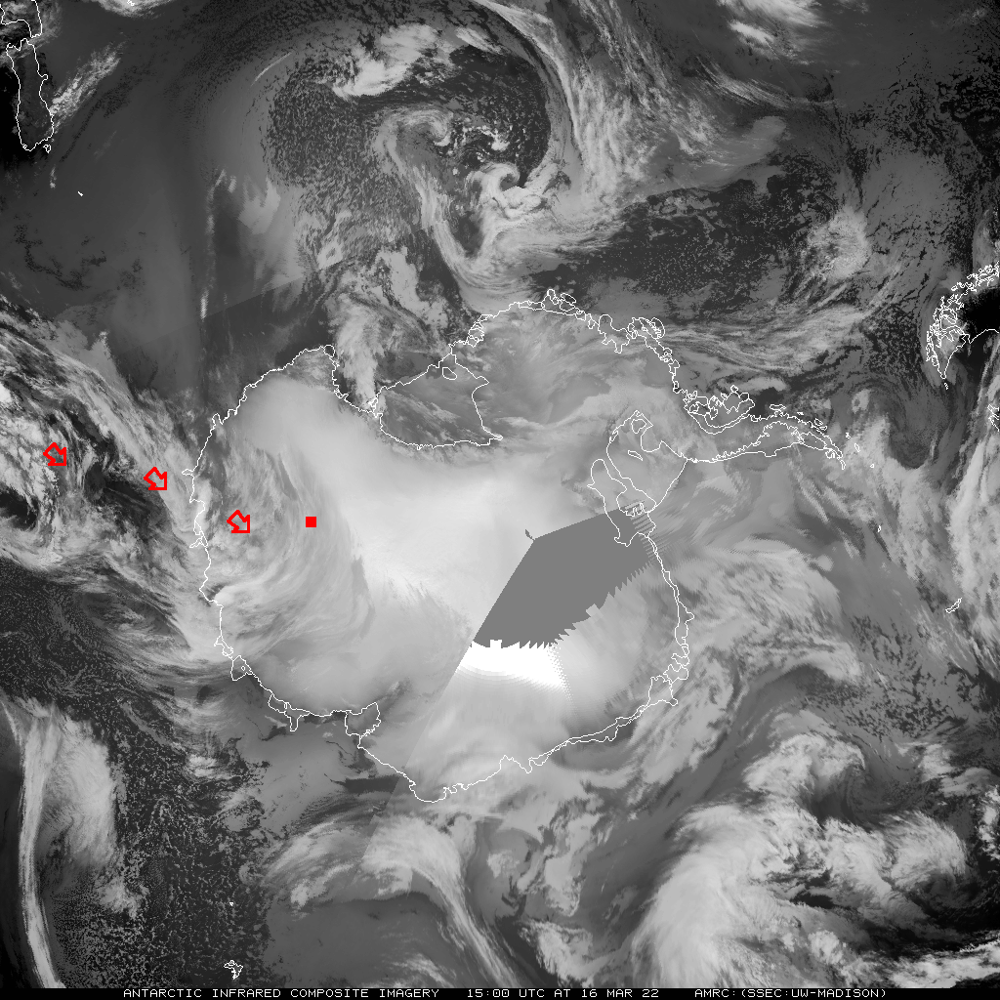 ANTARCTIC INFRARED COMPOSITE IMAGERY 15:00 UTC AT 16 MAR 22 AMRC:(SSEC:UW-MADISON)